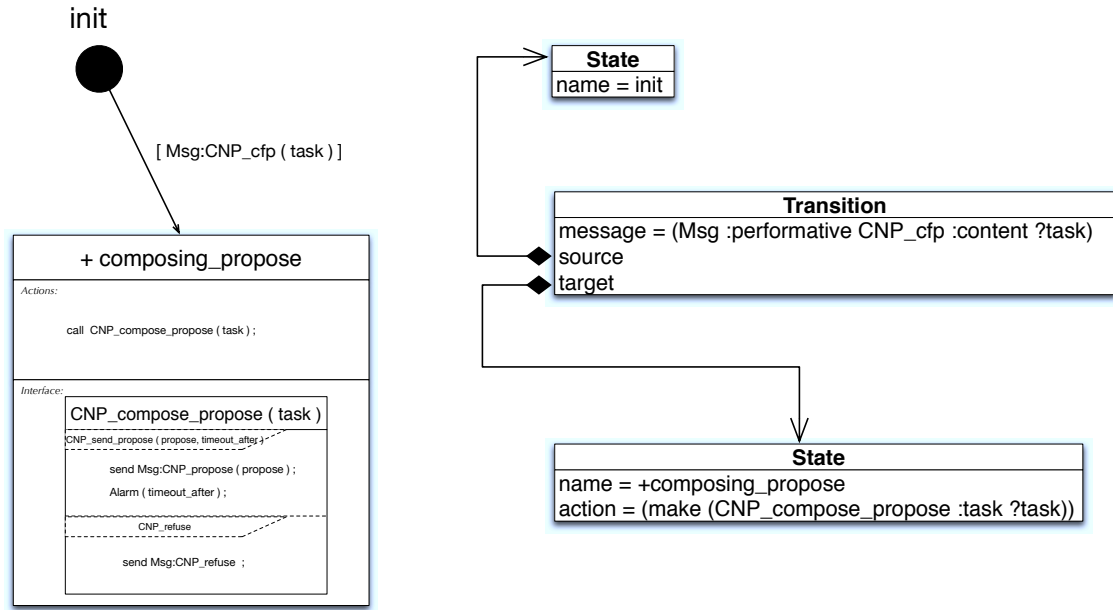 init
[ Msg:CNP_cfp ( task ) ]
+ composing_propose
Actions:
call CNP_compose_propose ( task ) ;
Interface:
CNP_compose_propose ( task )
CNP_send_propose ( propose, timeout_after )
send Msg:CNP_propose ( propose ) ;
Alarm ( timeout_after ) ;
CNP_refuse
send Msg:CNP_refuse ;
State
name = init
Transition
message = (Msg :performative CNP_cfp :content ?task)
source
target
State
name = +composing_propose
action = (make (CNP_compose_propose :task ?task))